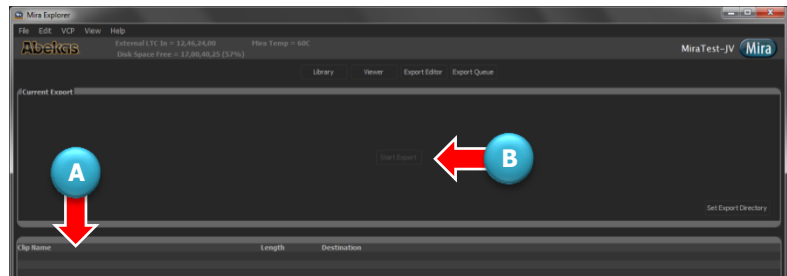 Mira Explorer
File Edit VCP View Help
Abekas
External LTC In = 12,46,24,00 Mira Temp = 60C
Disk Space Free = 17,00,40,25 (57%)
MiraTest-JV Mira
Library Viewer Export Editor Export Queue
Current Export
Start Export
B
A
Set Export Directory
Clip Name Length Destination